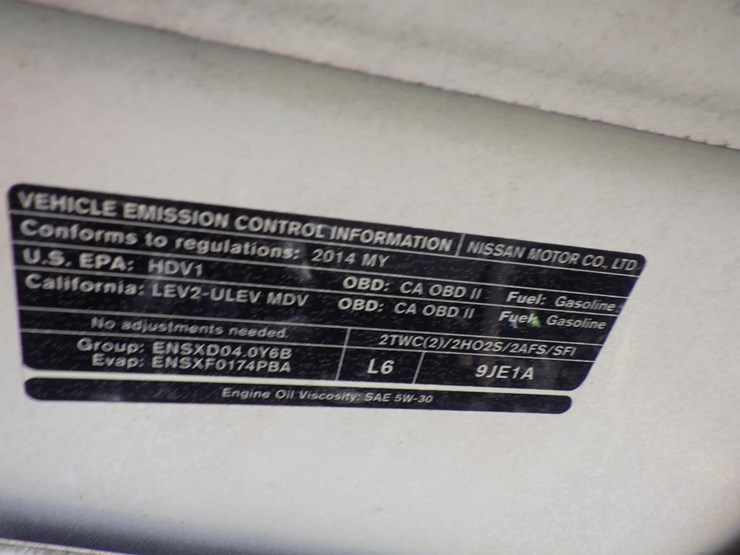 VEHICLE EMISSION CONTROL INFORMATION NISSAN MOTOR CO., LTD
Conforms to regulations: 2014 MY
U.S. EPA: HDV1 OBD: CA OBD II Fuel: Gasoline
California: LEV2-ULEV MDV OBD: CA OBD II Fuel: Gasoline
No adjustments needed. 2TWC(2)/2HO2S/2AFS/SFI
Group: ENSXD04.0Y6B
Evap: ENSXF0174PBA L6 9JE1A
Engine Oil Viscosity: SAE 5W-30